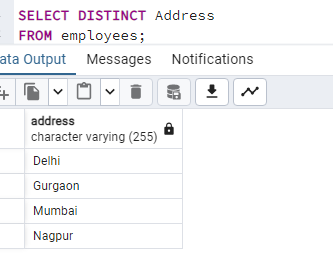 SELECT DISTINCT Address
FROM employees;
ata Output Messages Notifications
address
character varying (255)
Delhi
Gurgaon
Mumbai
Nagpur